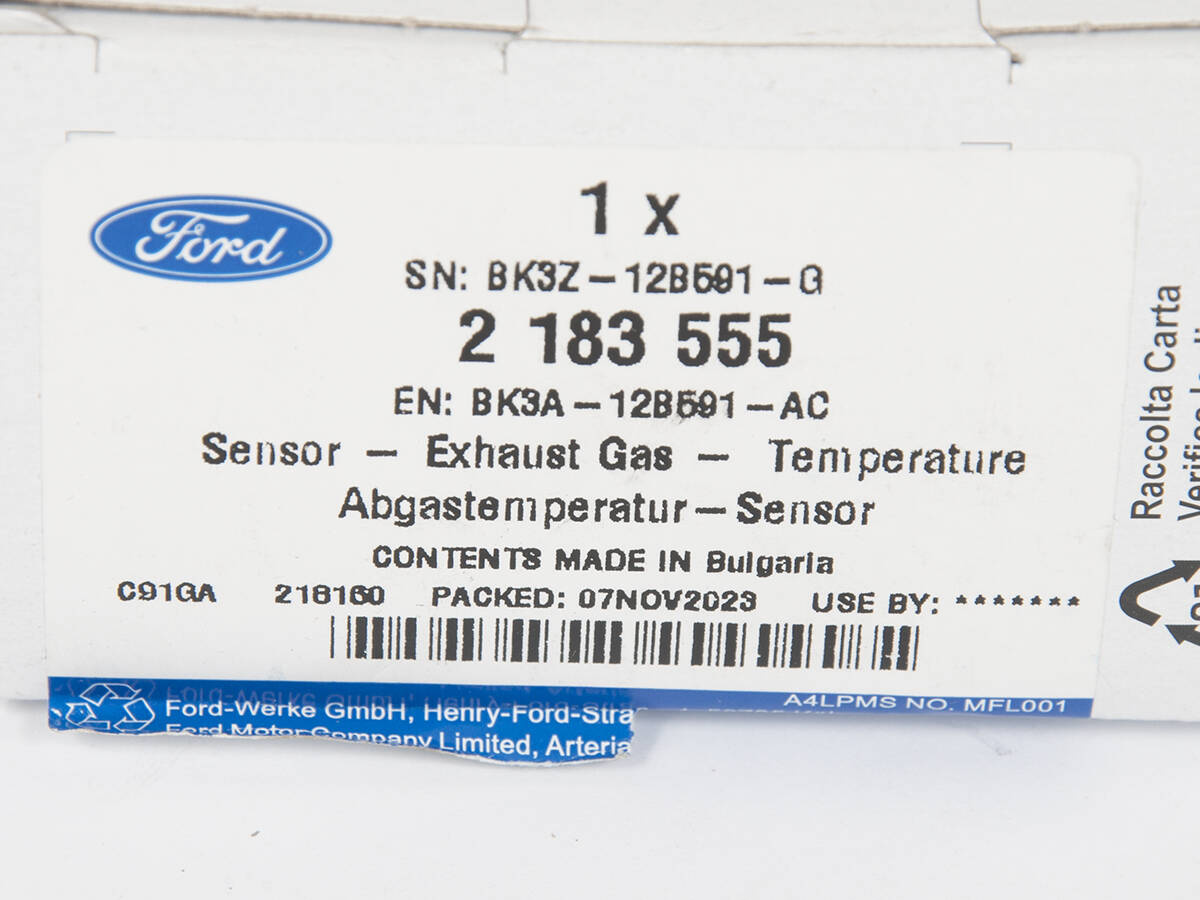 Ford
1 x
SN: BK3Z-12B591-G
2 183 555
EN: BK3A-12B591-AC
Sensor - Exhaust Gas - Temperature
Abgastemperatur-Sensor
CONTENTS MADE IN Bulgaria
C91GA 218160 PACKED: 07NOV2023 USE BY: *******
A4LPMS NO. MFL001
Ford-Werke GmbH, Henry-Ford-Stra
Ford Motor Company Limited, Arteria
Raccolta Carta